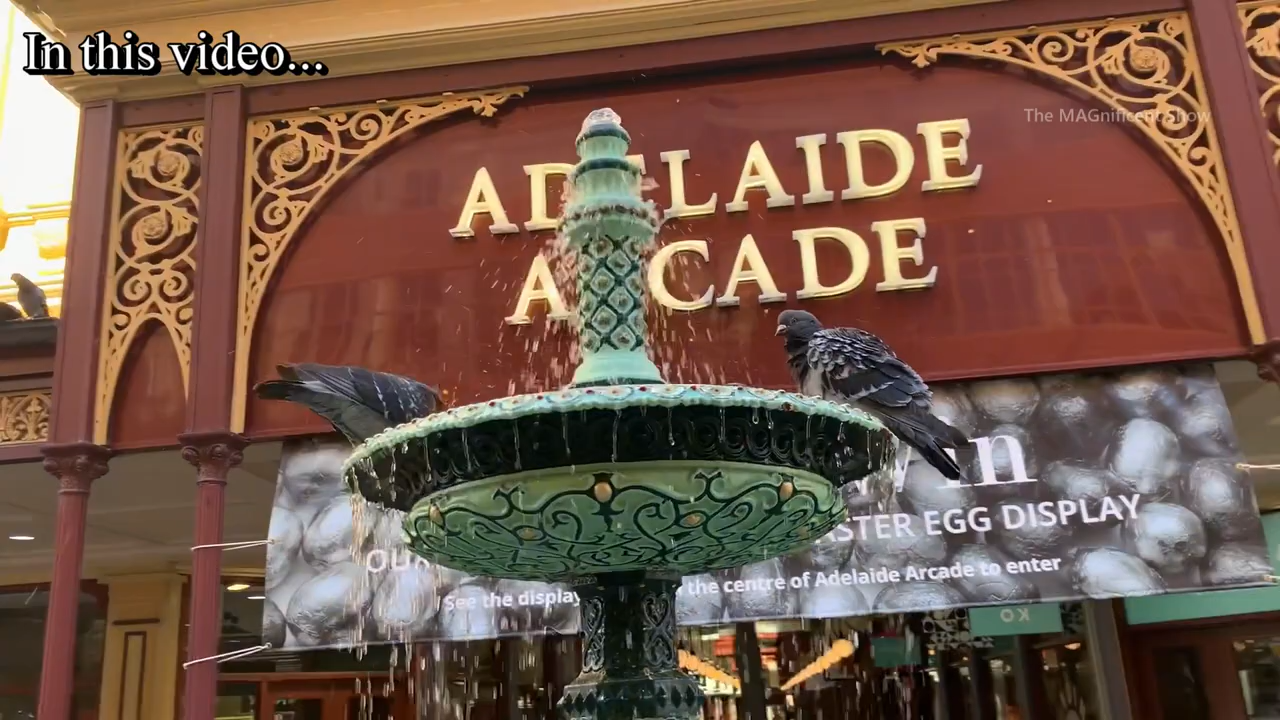 In this video...
The MAGnificent Show
ADELAIDE
ARCADE
EASTER EGG DISPLAY
See the display the centre of Adelaide Arcade to enter